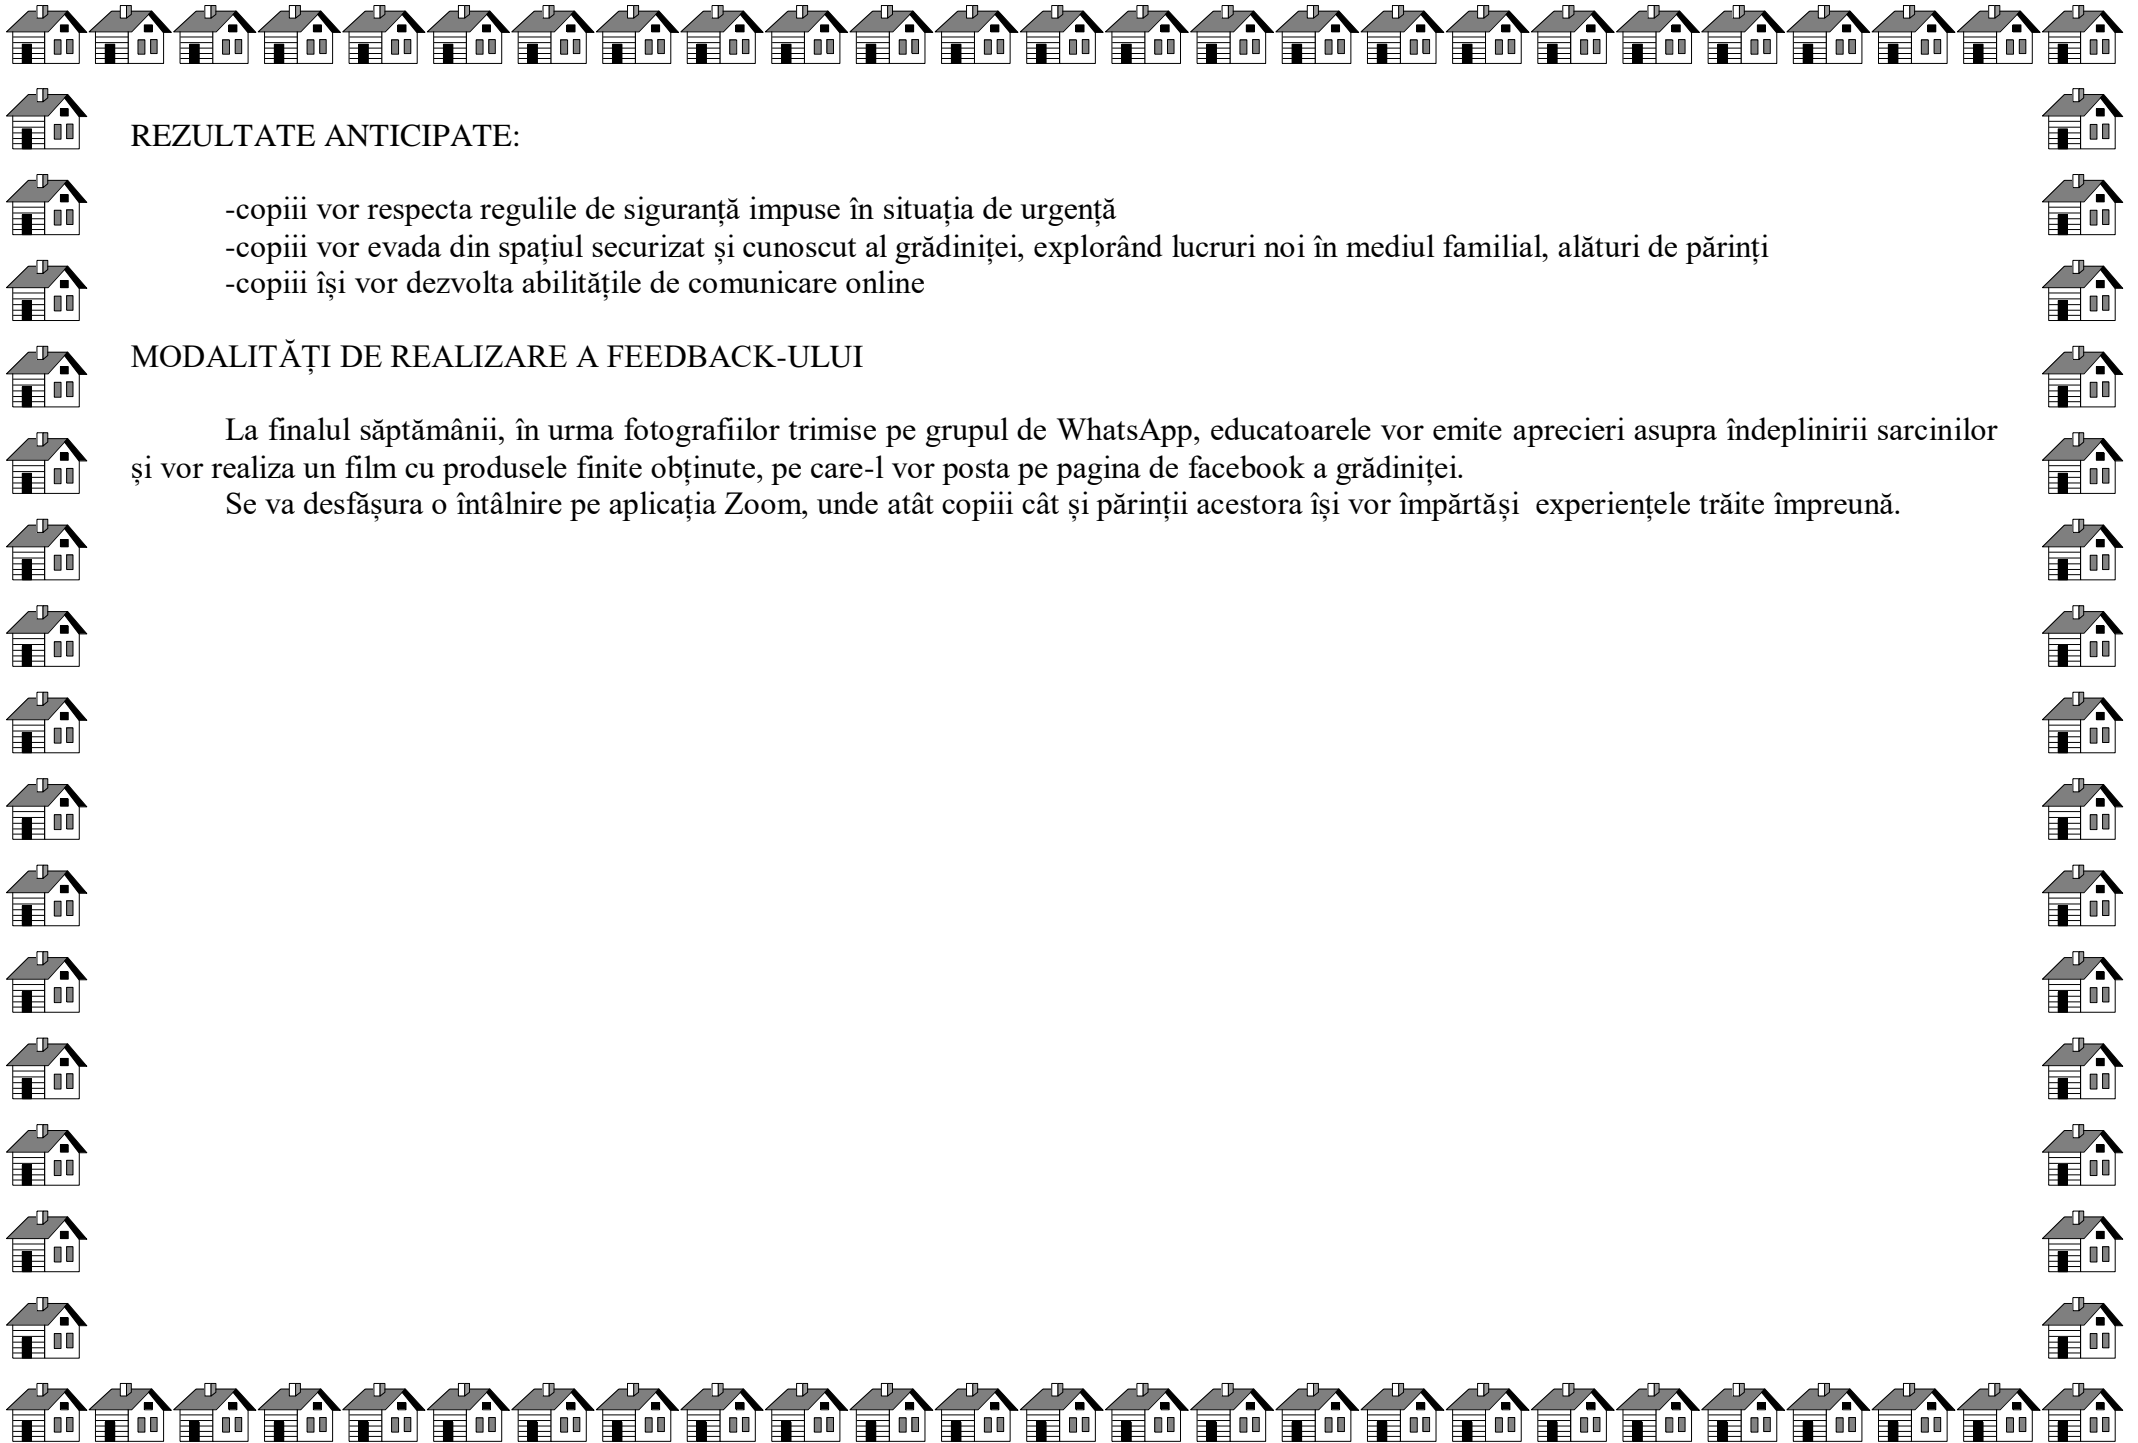 REZULTATE ANTICIPATE:
-copiii vor respecta regulile de siguranță impuse în situația de urgență
-copiii vor evada din spațiul securizat și cunoscut al grădiniței, explorând lucruri noi în mediul familial, alături de părinți
-copiii își vor dezvolta abilitățile de comunicare online
MODALITĂȚI DE REALIZARE A FEEDBACK-ULUI
La finalul săptămânii, în urma fotografiilor trimise pe grupul de WhatsApp, educatoarele vor emite aprecieri asupra îndeplinirii sarcinilor
și vor realiza un film cu produsele finite obținute, pe care-l vor posta pe pagina de facebook a grădiniței.
Se va desfășura o întâlnire pe aplicația Zoom, unde atât copiii cât și părinții acestora își vor împărtăși  experiențele trăite împreună.